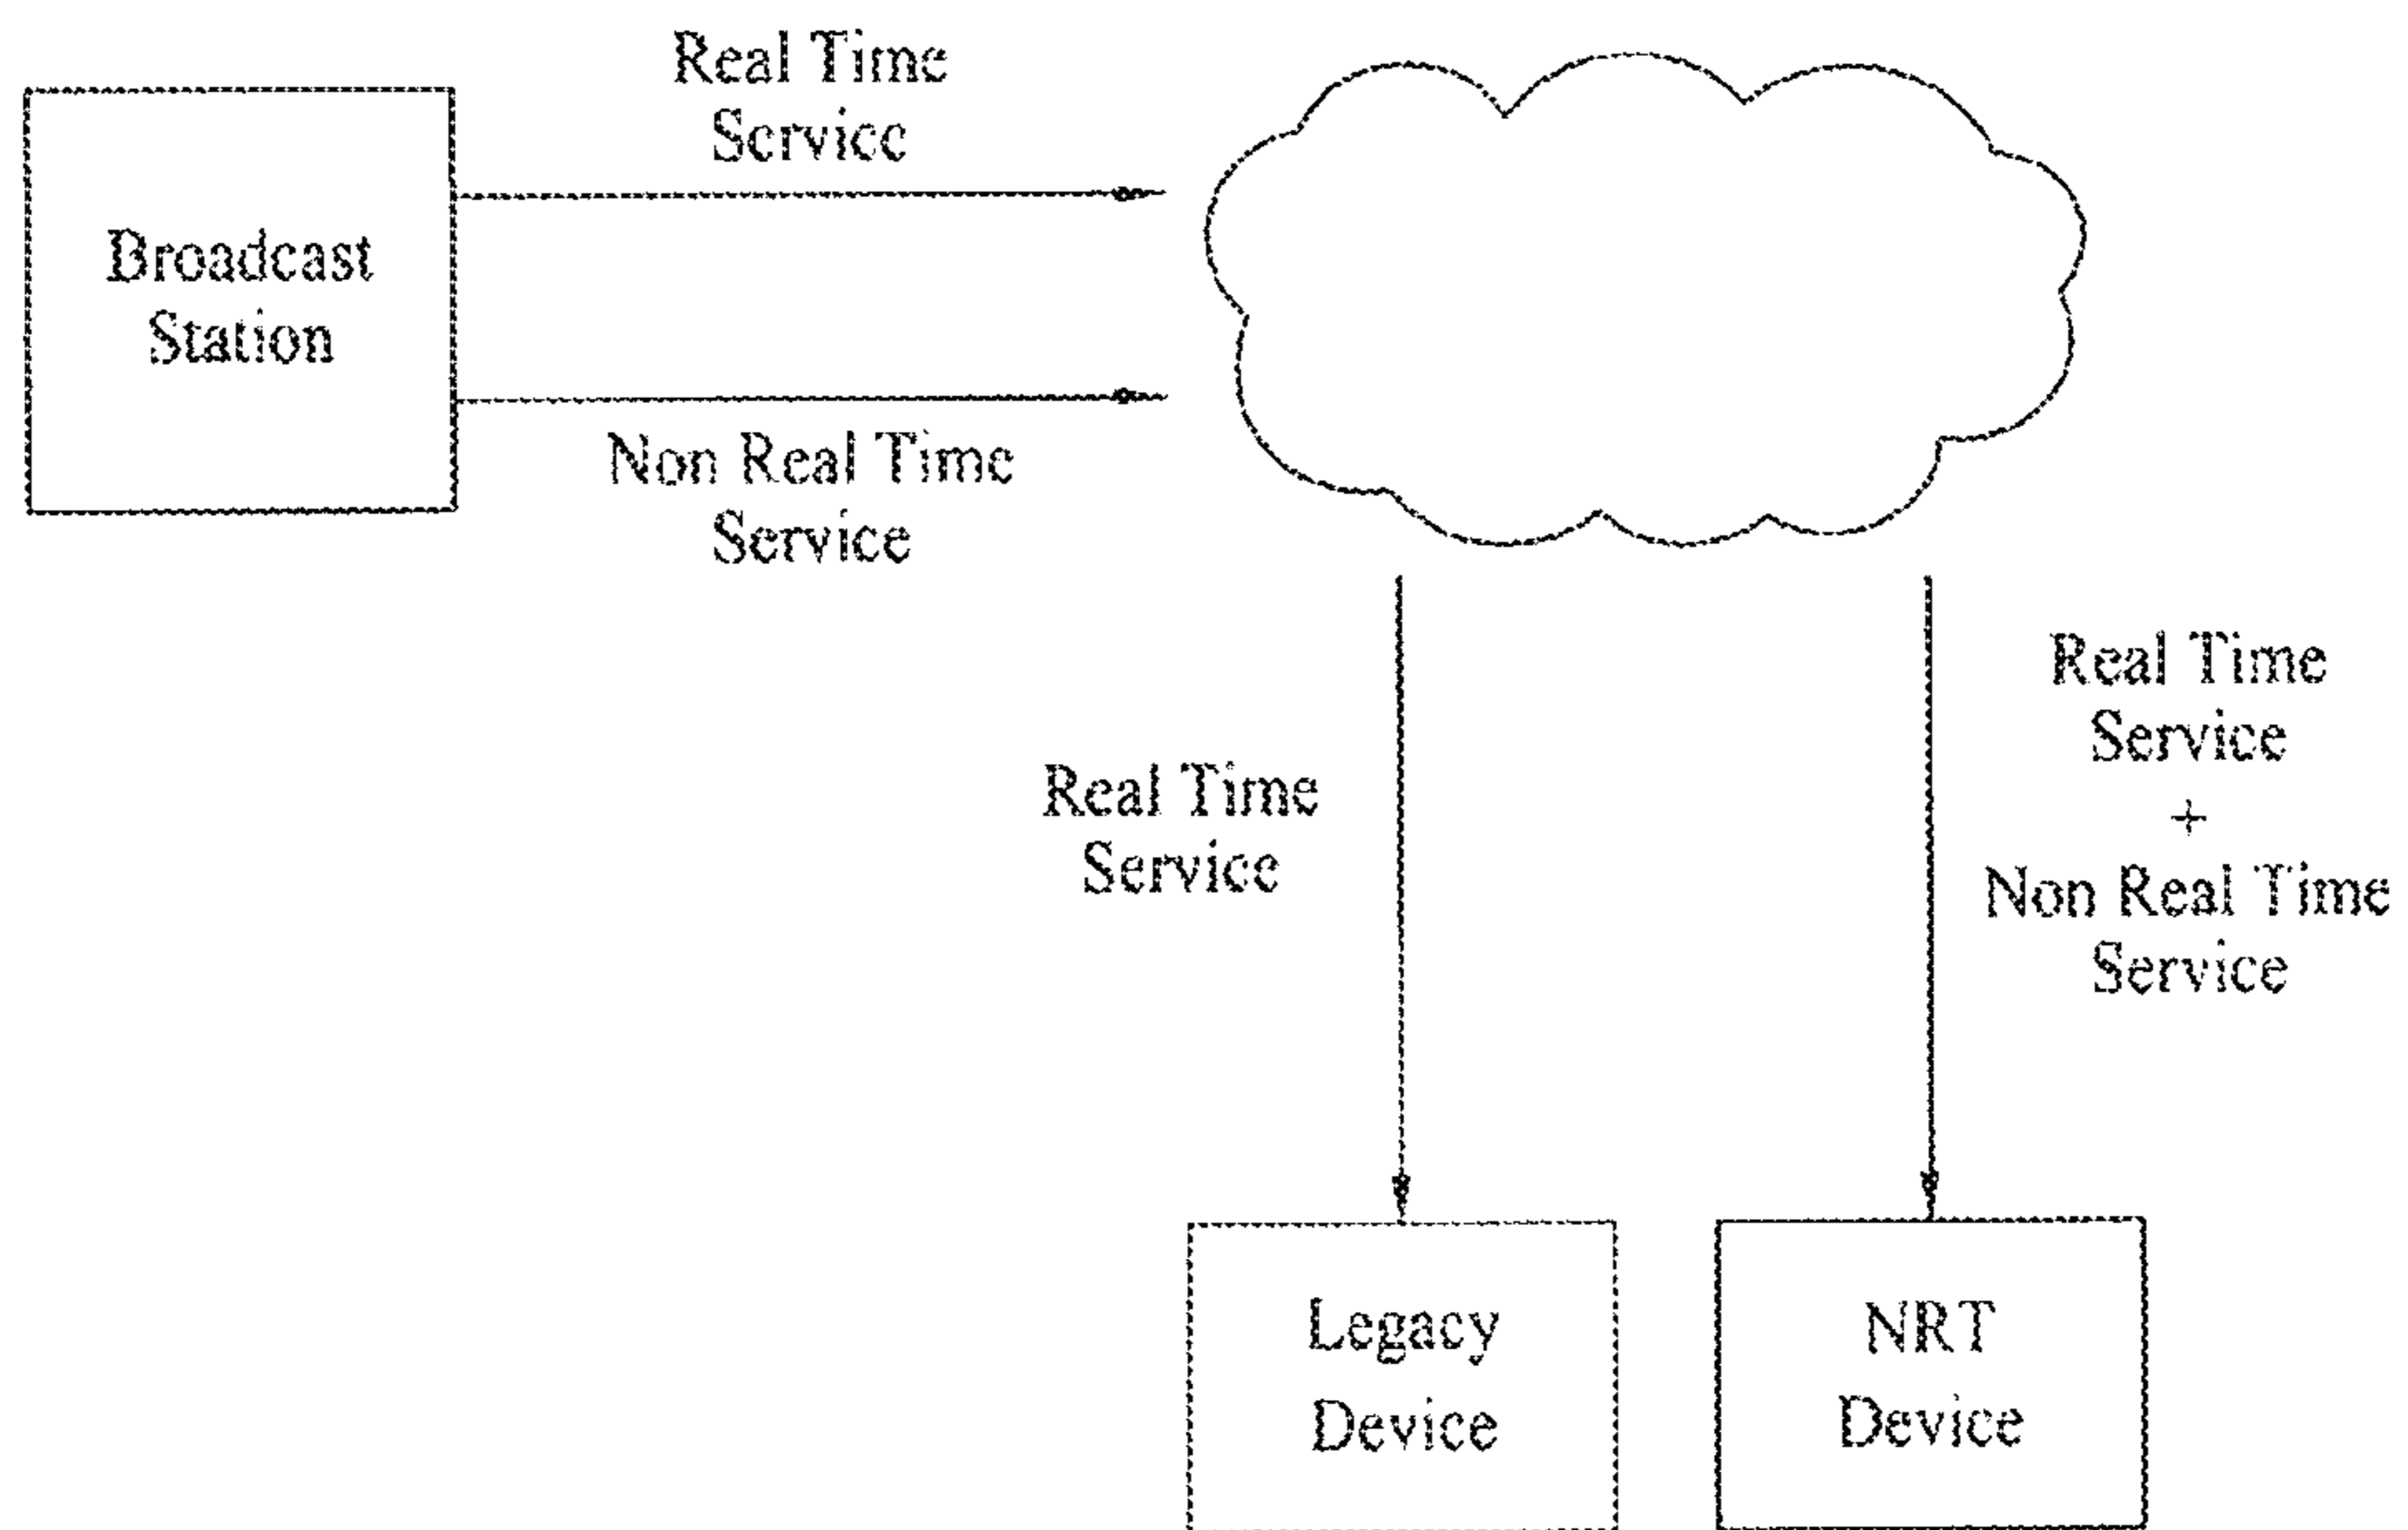 Real Time
Service
Broadcast
Station
Non Real Time
Service
Real Time
Service
Real Time
Service
+
Non Real Time
Service
Legacy
Device
NRT
Device